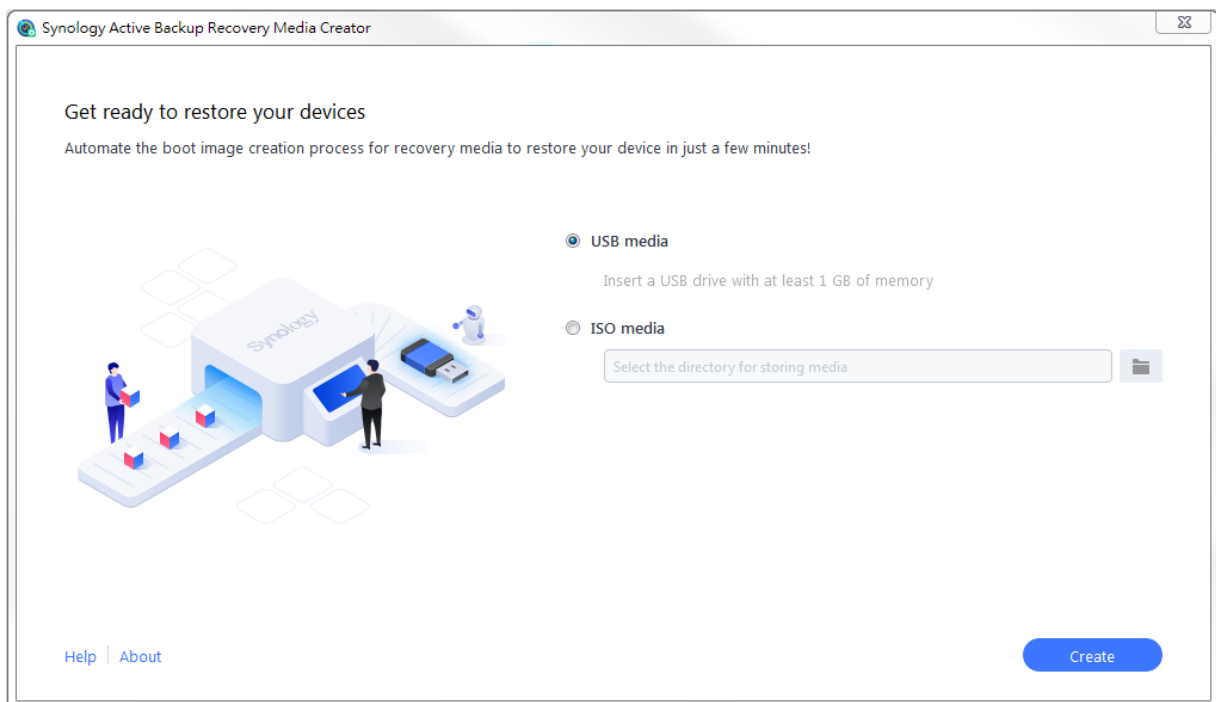 Synology Active Backup Recovery Media Creator
Get ready to restore your devices
Automate the boot image creation process for recovery media to restore your device in just a few minutes!
Synology
USB media
Insert a USB drive with at least 1 GB of memory
ISO media
Select the directory for storing media
Help | About
Create